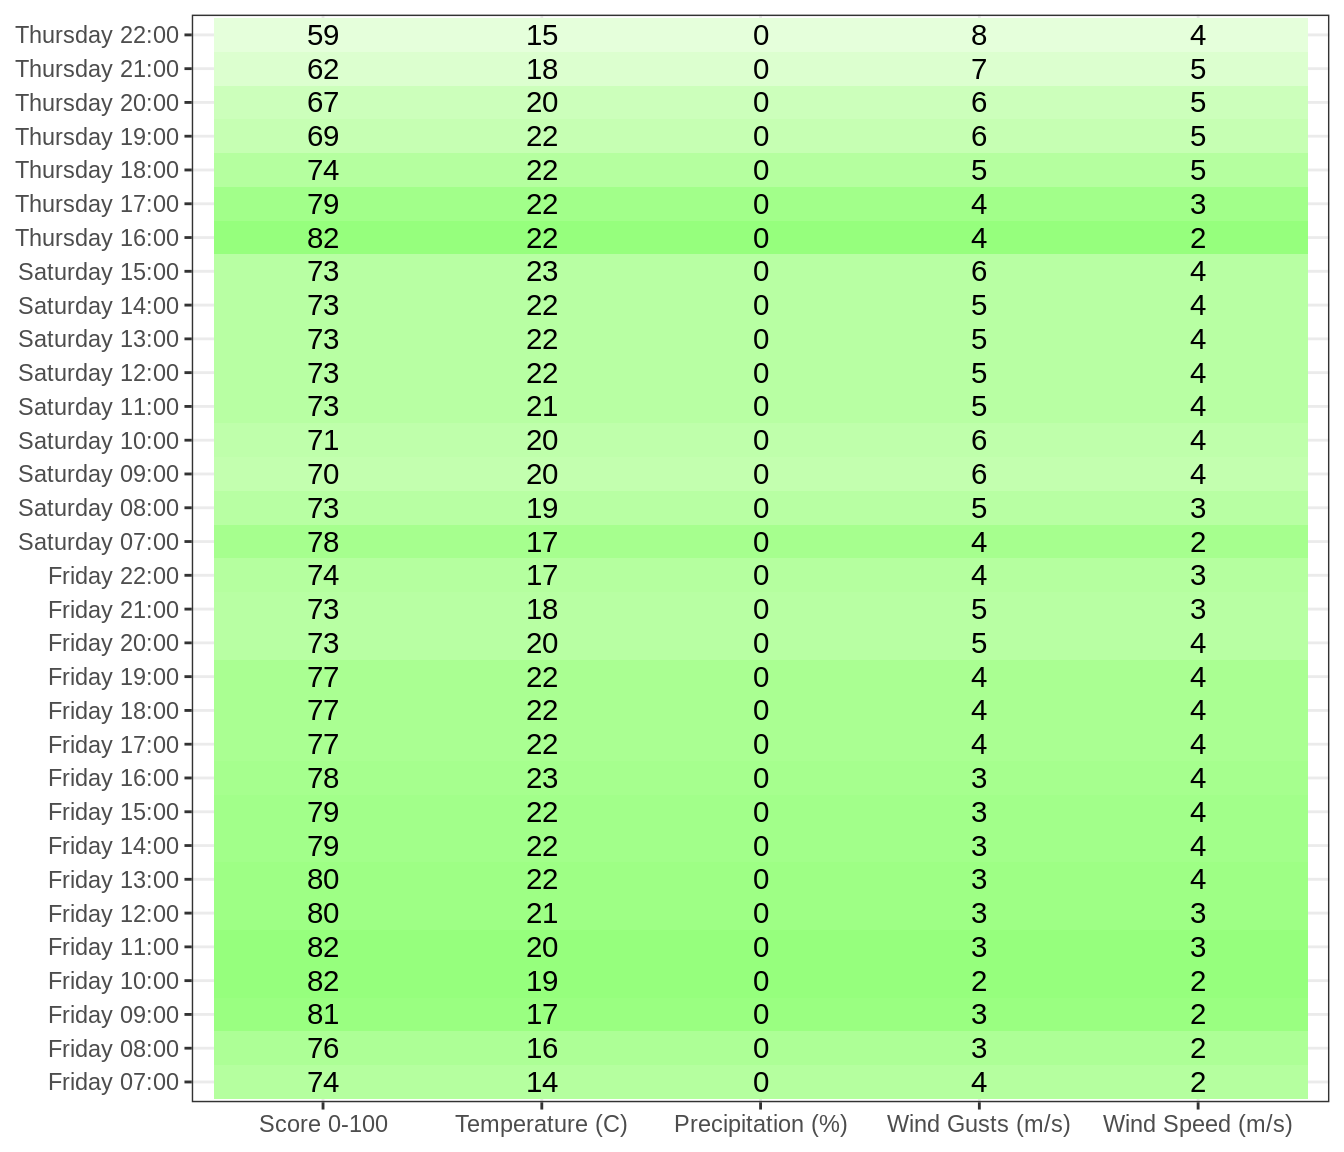 Thursday 22:00 59 15 0 8 4
Thursday 21:00 62 18 0 7 5
Thursday 20:00 67 20 0 6 5
Thursday 19:00 69 22 0 6 5
Thursday 18:00 74 22 0 5 5
Thursday 17:00 79 22 0 4 3
Thursday 16:00 82 22 0 4 2
Saturday 15:00 73 23 0 6 4
Saturday 14:00 73 22 0 5 4
Saturday 13:00 73 22 0 5 4
Saturday 12:00 73 22 0 5 4
Saturday 11:00 73 21 0 5 4
Saturday 10:00 71 20 0 6 4
Saturday 09:00 70 20 0 6 4
Saturday 08:00 73 19 0 5 3
Saturday 07:00 78 17 0 4 2
Friday 22:00 74 17 0 4 3
Friday 21:00 73 18 0 5 3
Friday 20:00 73 20 0 5 4
Friday 19:00 77 22 0 4 4
Friday 18:00 77 22 0 4 4
Friday 17:00 77 22 0 4 4
Friday 16:00 78 23 0 3 4
Friday 15:00 79 22 0 3 4
Friday 14:00 79 22 0 3 4
Friday 13:00 80 22 0 3 4
Friday 12:00 80 21 0 3 3
Friday 11:00 82 20 0 3 3
Friday 10:00 82 19 0 2 2
Friday 09:00 81 17 0 3 2
Friday 08:00 76 16 0 3 2
Friday 07:00 74 14 0 4 2
Score 0-100 Temperature (C) Precipitation (%) Wind Gusts (m/s) Wind Speed (m/s)